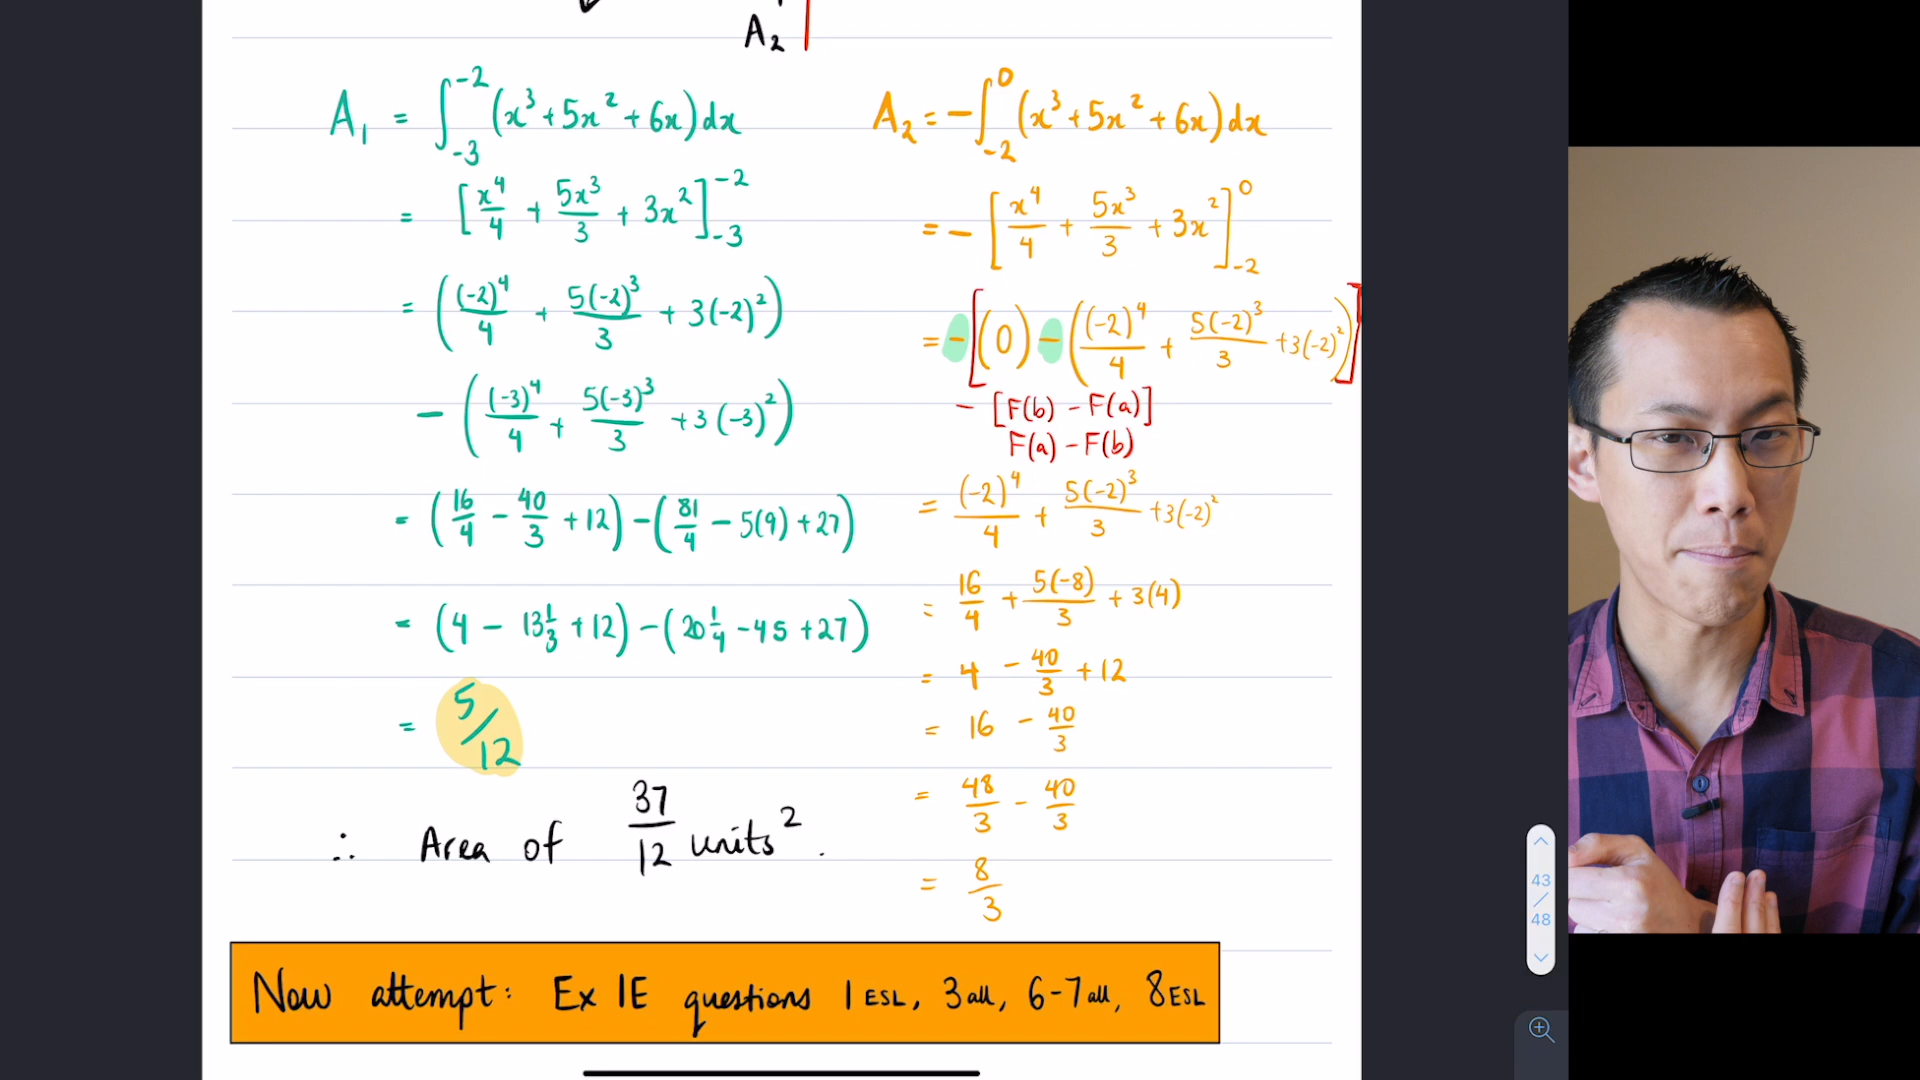 A₂
A₁ = ∫₋₃⁻² (x³ + 5x² + 6x) dx
= [x⁴/4 + 5x³/3 + 3x²]₋₃⁻²
= ((-2)⁴/4 + 5(-2)³/3 + 3(-2)²)
- ((-3)⁴/4 + 5(-3)³/3 + 3(-3)²)
= (16/4 - 40/3 + 12) - (81/4 - 5(9) + 27)
= (4 - 13⅓ + 12) - (20¼ - 45 + 27)
= 5/12
∴ Area of 37/12 units².
A₂ = - ∫₋₂⁰ (x³ + 5x² + 6x) dx
= - [x⁴/4 + 5x³/3 + 3x²]₋₂⁰
= - [(0) - ((-2)⁴/4 + 5(-2)³/3 + 3(-2)²)]
- [F(b) - F(a)]
F(a) - F(b)
= (-2)⁴/4 + 5(-2)³/3 + 3(-2)²
= 16/4 + 5(-8)/3 + 3(4)
= 4 - 40/3 + 12
= 16 - 40/3
= 48/3 - 40/3
= 8/3
Now attempt: Ex 1E questions 1 ESL, 3 all, 6-7 all, 8 ESL
43 / 48